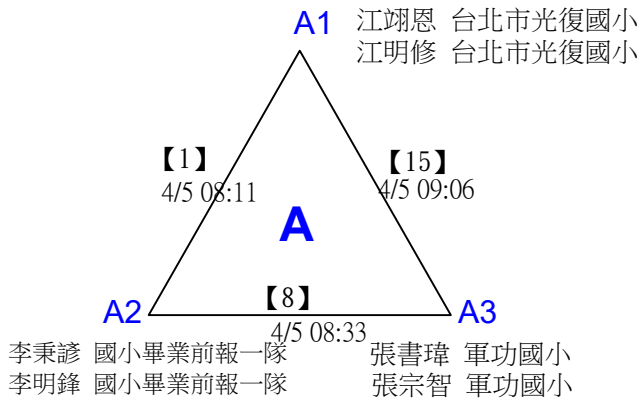 A1 江翊恩 台北市光復國小
江明修 台北市光復國小
【1】
4/5 08:11
【15】
4/5 09:06
A
【8】
4/5 08:33
A2
A3
李秉諺 國小畢業前報一隊
李明鋒 國小畢業前報一隊
張書瑋 軍功國小
張宗智 軍功國小